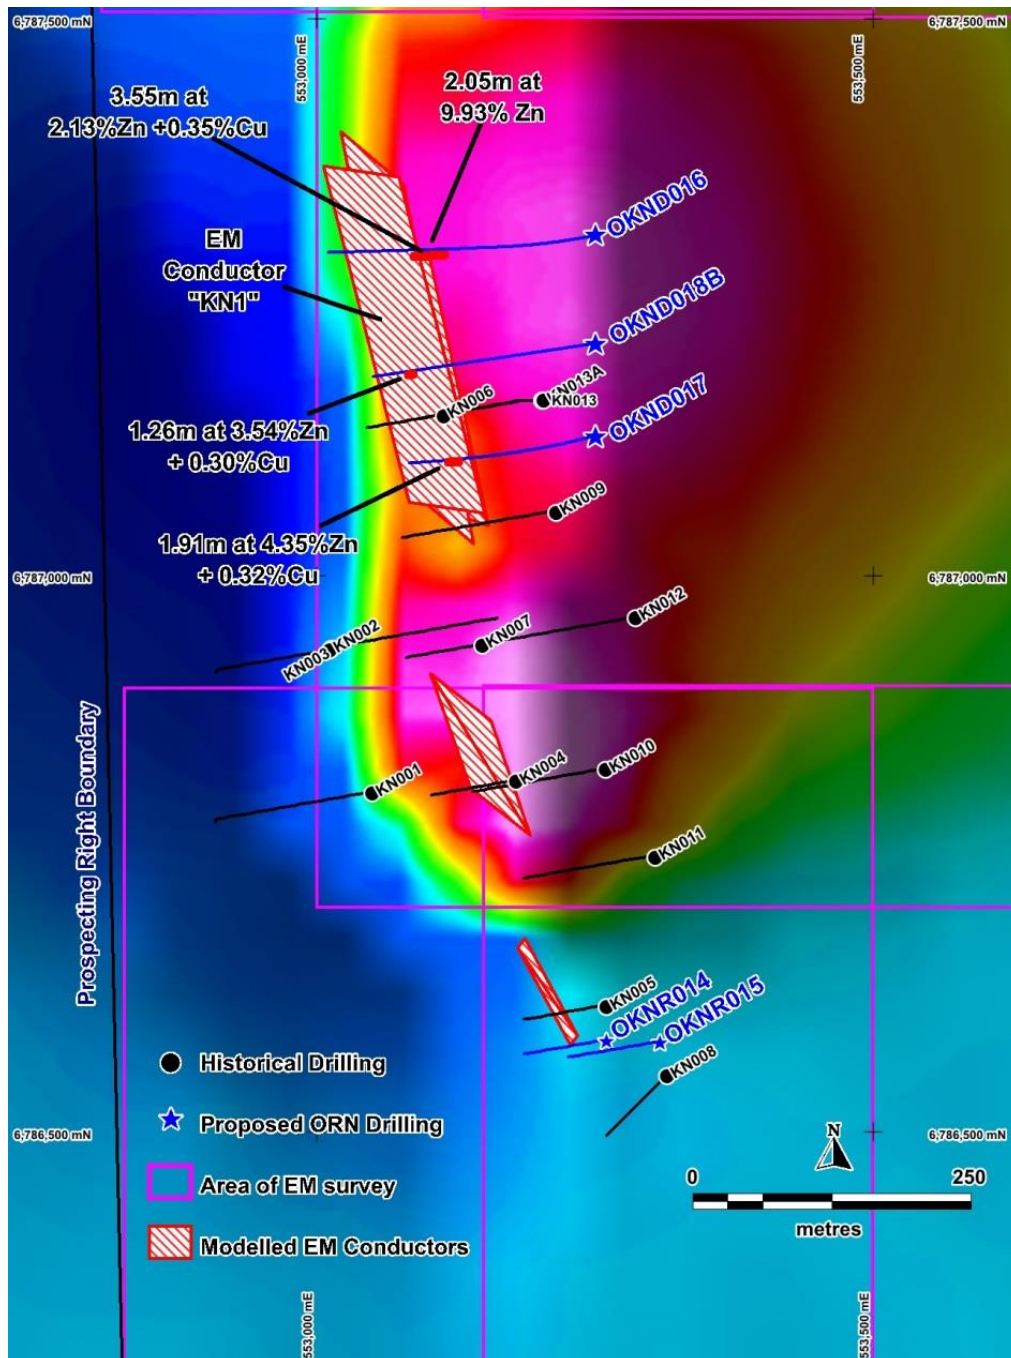 6,787,500 mN
553,000 mE
553,500 mE
6,787,500 mN
3.55m at
2.13%Zn +0.35%Cu
2.05m at
9.93% Zn
OKND016
EM
Conductor
"KN1"
OKND018B
KN013A
KN013
KN006
OKND017
1.26m at 3.54%Zn
+ 0.30%Cu
KN009
1.91m at 4.35%Zn
+ 0.32%Cu
6,787,000 mN
6,787,000 mN
KN012
KN003
KN002
KN007
KN001
KN004
KN010
KN011
Prospecting Right Boundary
KN005
OKNR014
OKNR015
KN008
Historical Drilling
Proposed ORN Drilling
6,786,500 mN
6,786,500 mN
N
Area of EM survey
0 250
metres
Modelled EM Conductors
553,000 mE
553,500 mE